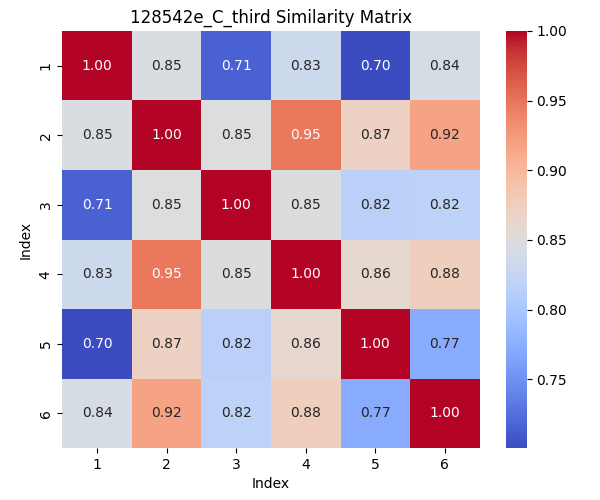 128542e_C_third Similarity Matrix
1 1.00 0.85 0.71 0.83 0.70 0.84
2 0.85 1.00 0.85 0.95 0.87 0.92
3 0.71 0.85 1.00 0.85 0.82 0.82
4 0.83 0.95 0.85 1.00 0.86 0.88
5 0.70 0.87 0.82 0.86 1.00 0.77
6 0.84 0.92 0.82 0.88 0.77 1.00
Index
1 2 3 4 5 6
Index
1.00
0.95
0.90
0.85
0.80
0.75